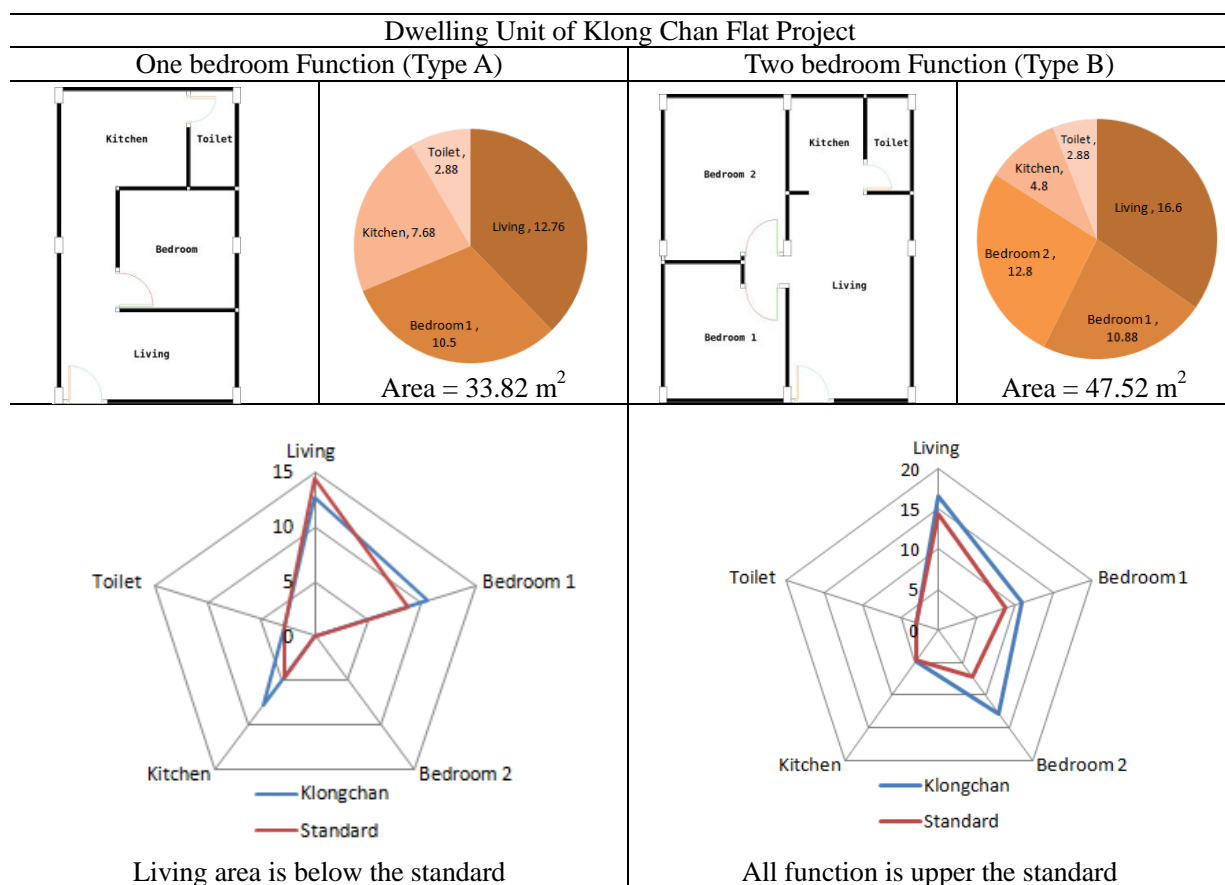 Dwelling Unit of Klong Chan Flat Project
One bedroom Function (Type A)
Two bedroom Function (Type B)
Kitchen
Toilet
Bedroom
Living
Toilet ,
2.88
Living , 12.76
Kitchen, 7.68
Bedroom 1 ,
10.5
Area = 33.82 m²
Bedroom 2
Kitchen
Toilet
Bedroom 1
Living
Toilet ,
2.88
Kitchen,
4.8
Living , 16.6
Bedroom 2 ,
12.8
Bedroom 1 ,
10.88
Area = 47.52 m²
Living
15
10
5
0
Toilet
Bedroom 1
Kitchen
Bedroom 2
Klongchan
Standard
Living area is below the standard
Living
20
15
10
5
0
Toilet
Bedroom 1
Kitchen
Bedroom 2
Klongchan
Standard
All function is upper the standard